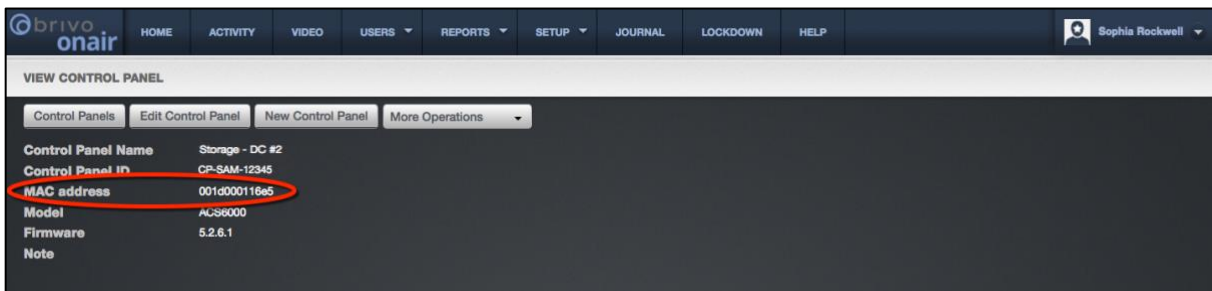 brivo
onair
HOME ACTIVITY VIDEO USERS REPORTS SETUP JOURNAL LOCKDOWN HELP Sophia Rockwell
VIEW CONTROL PANEL
Control Panels Edit Control Panel New Control Panel More Operations
Control Panel Name Storage - DC #2
Control Panel ID CP-SAM-12345
MAC address 001d000116e5
Model ACS6000
Firmware 5.2.6.1
Note